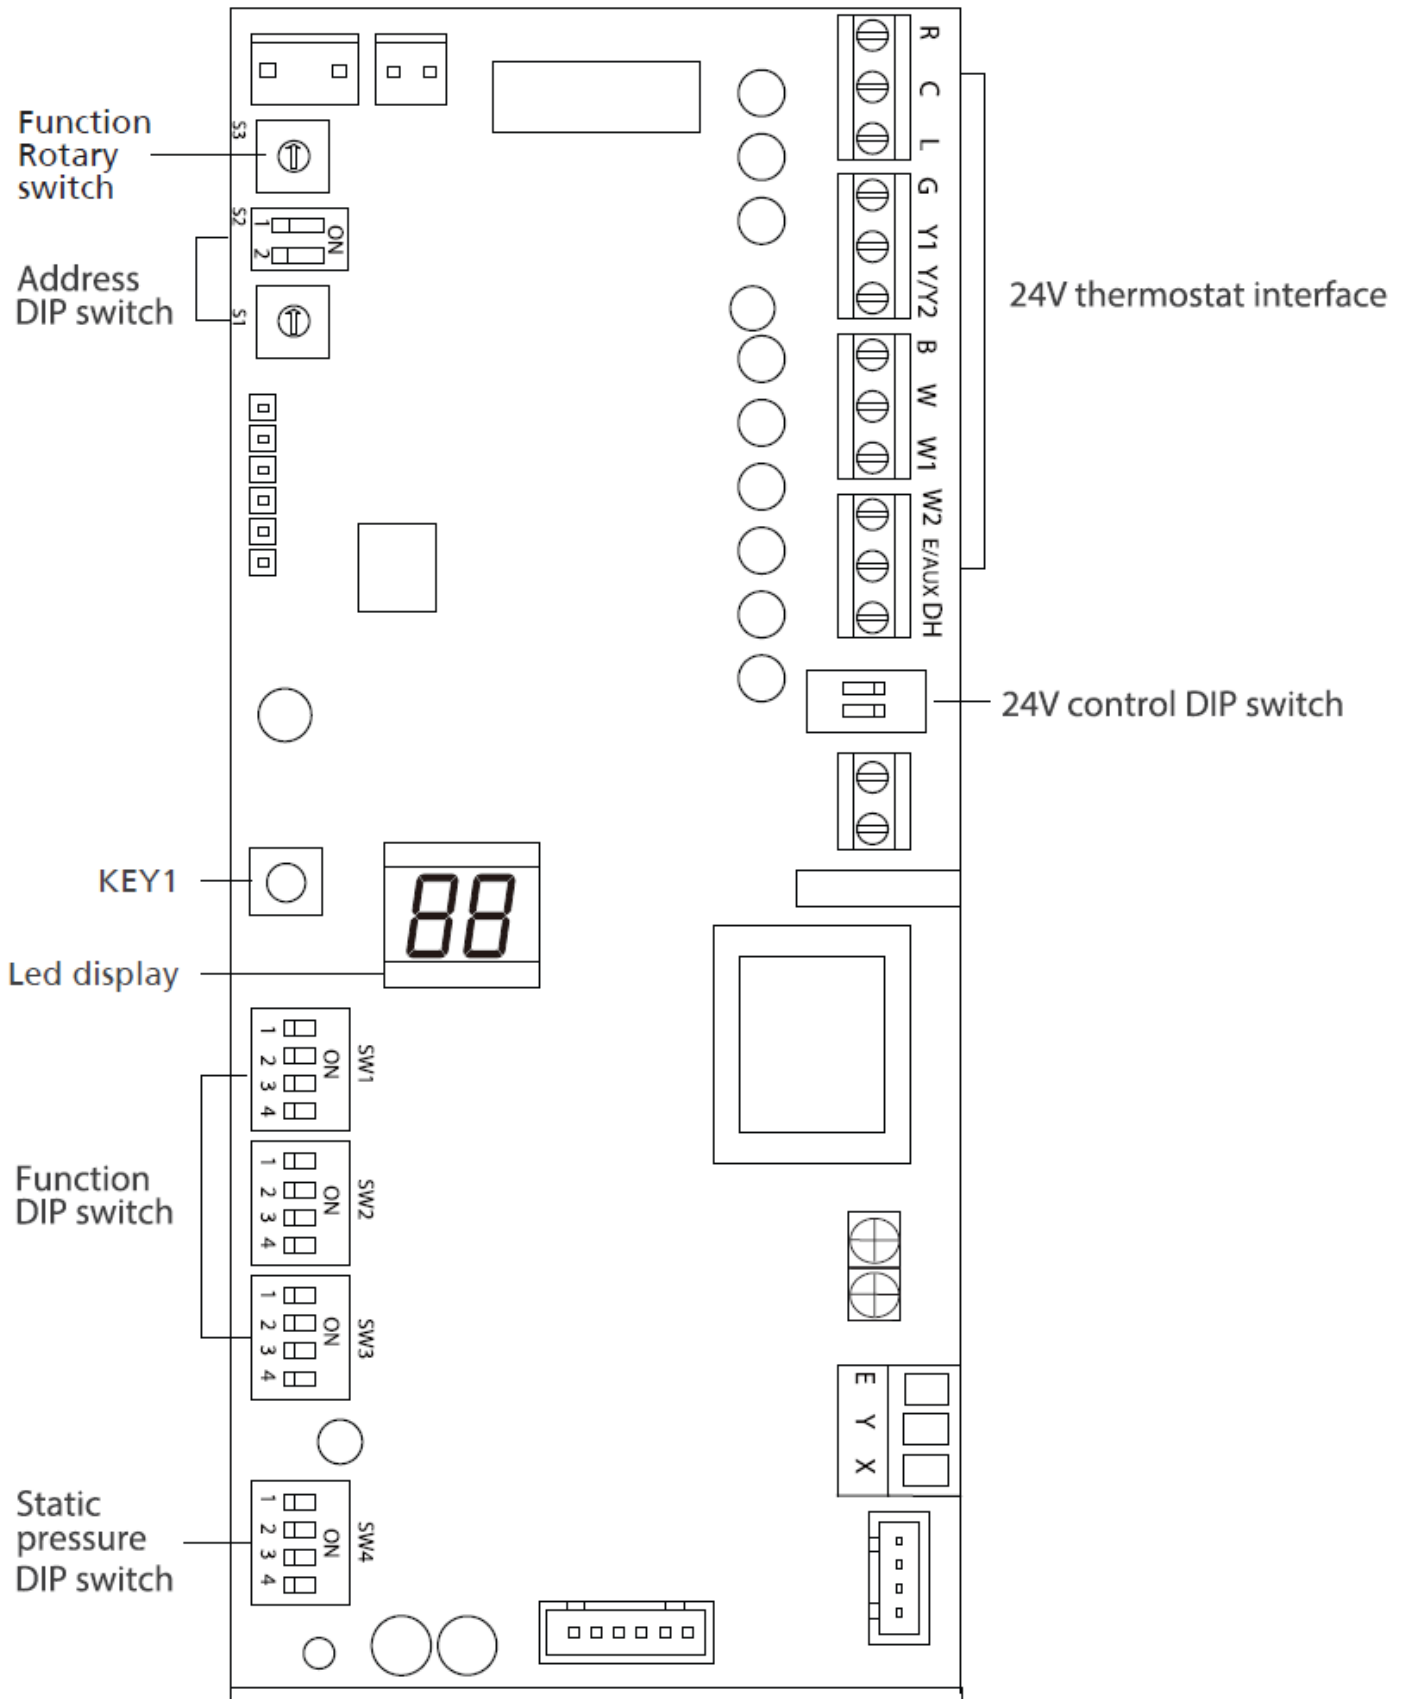 R
C
L
G
Y1
Y/Y2
B
W
W1
W2
E/AUX
DH
24V thermostat interface
24V control DIP switch
S3
Function
Rotary
switch
S2
1
2
ON
Address
DIP switch
S1
KEY1
88
Led display
1
2
3
4
ON
SW1
Function
DIP switch
1
2
3
4
ON
SW2
1
2
3
4
ON
SW3
E
Y
X
Static
pressure
DIP switch
1
2
3
4
ON
SW4